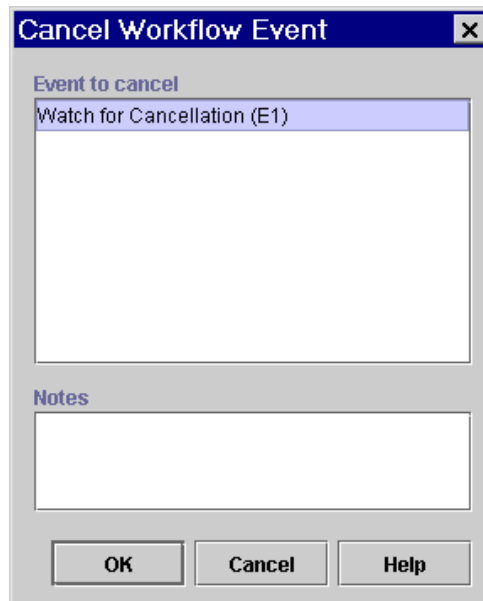 Cancel Workflow Event
Event to cancel
Watch for Cancellation (E1)
Notes
OK Cancel Help